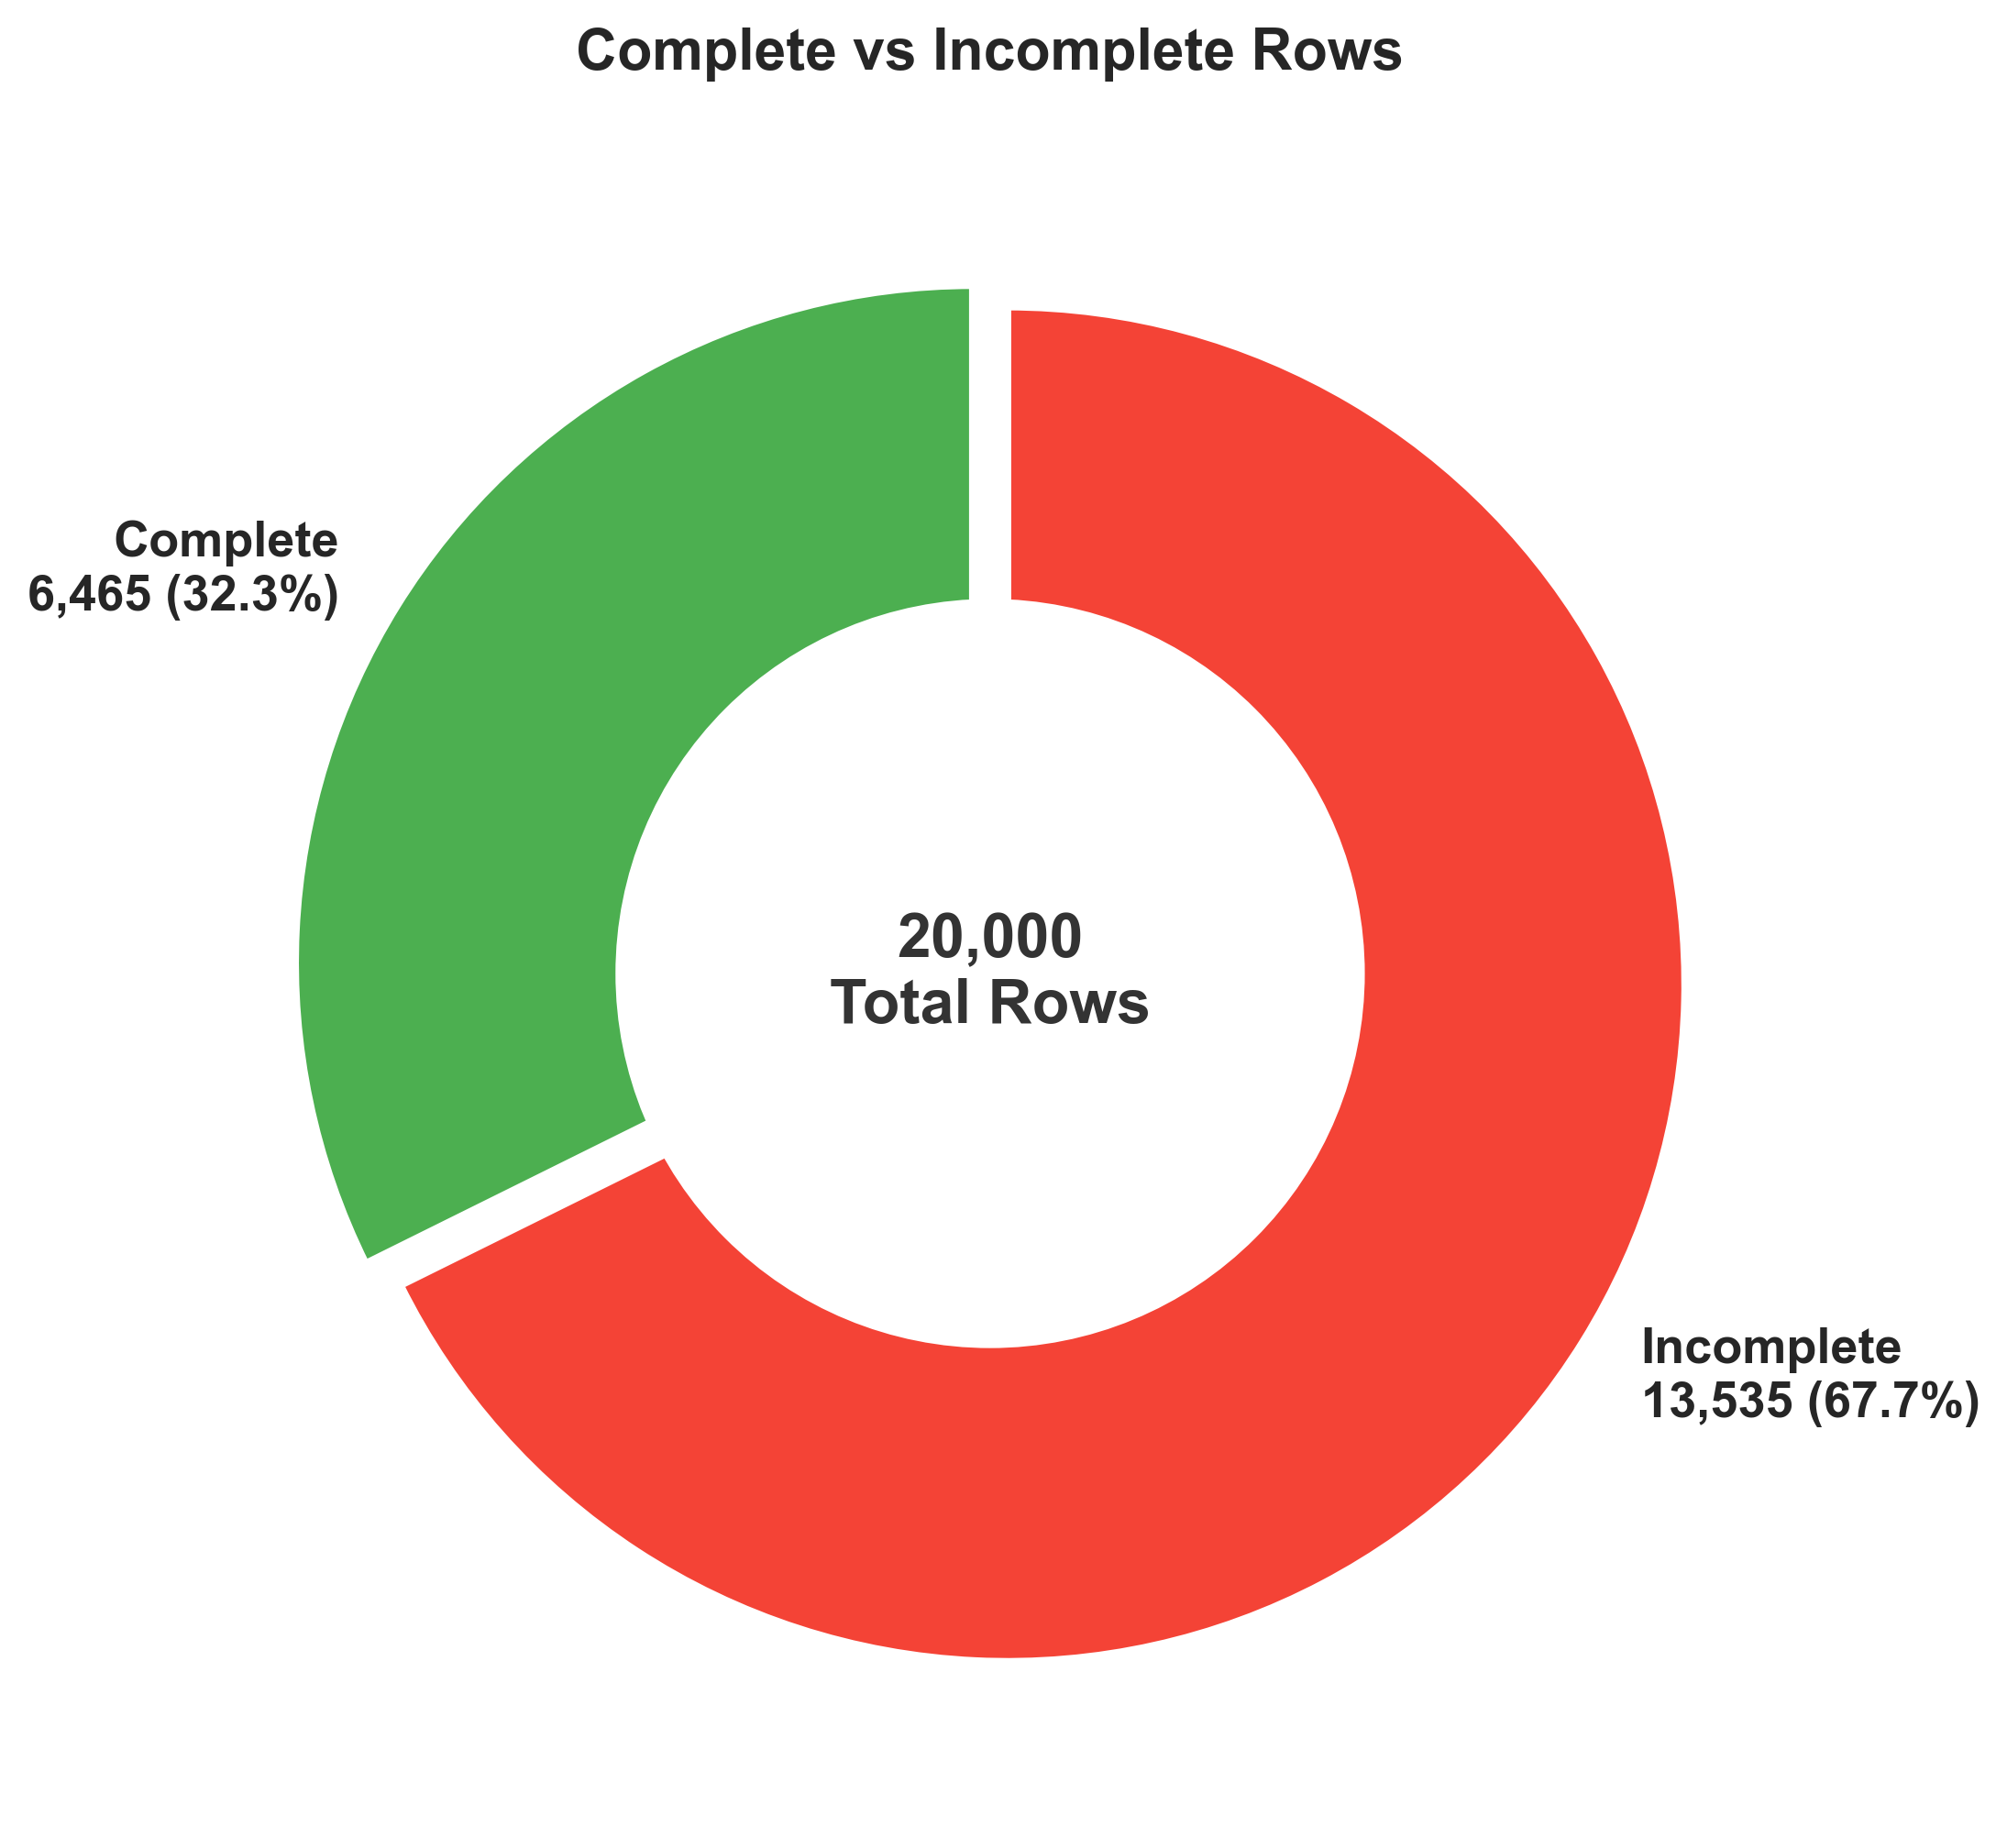 Complete vs Incomplete Rows
Complete
6,465 (32.3%)
20,000
Total Rows
Incomplete
13,535 (67.7%)